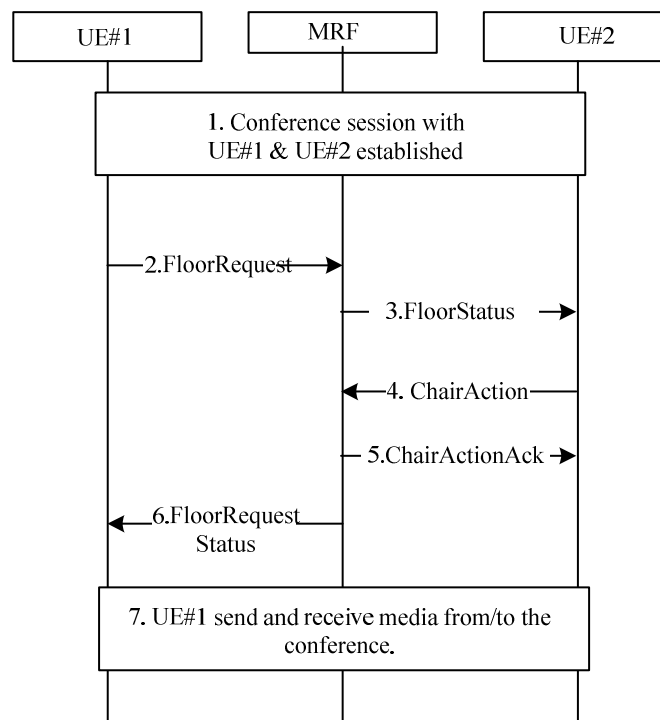 UE#1
MRF
UE#2
1. Conference session with
UE#1 & UE#2 established
2.FloorRequest
3.FloorStatus
4. ChairAction
5.ChairActionAck
6.FloorRequest
Status
7. UE#1 send and receive media from/to the
conference.